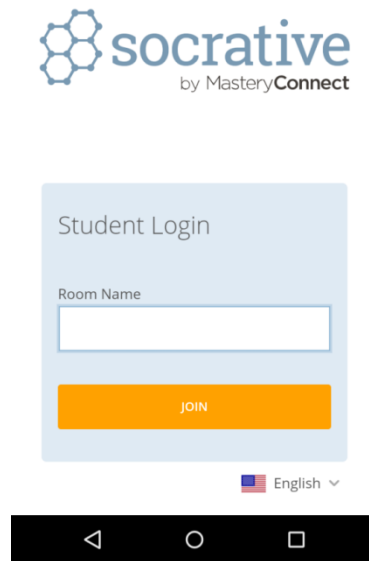 socrative
by MasteryConnect
Student Login
Room Name
JOIN
English